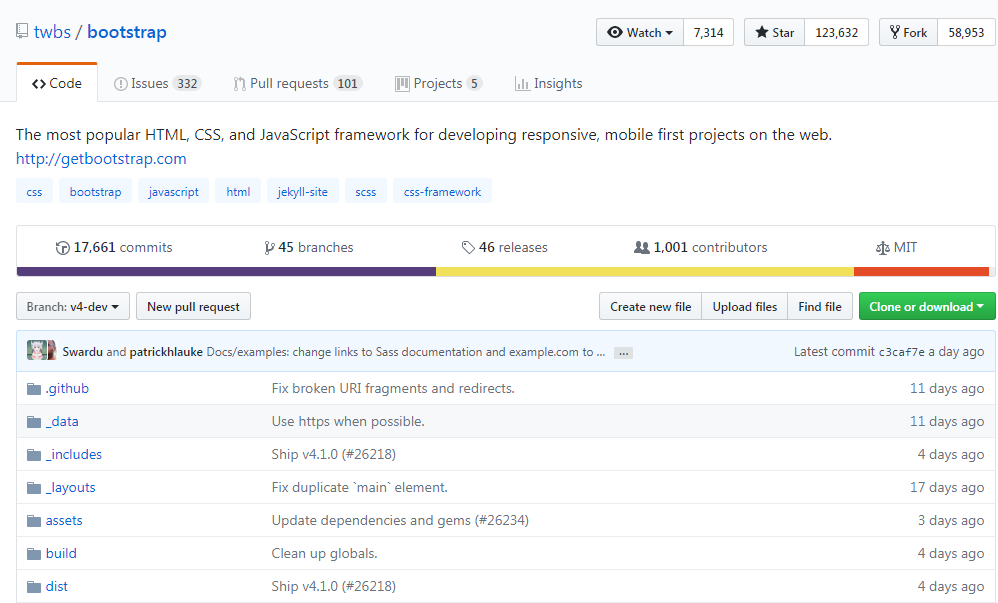 twbs / bootstrap
Watch 7,314 Star 123,632 Fork 58,953
Code Issues 332 Pull requests 101 Projects 5 Insights
The most popular HTML, CSS, and JavaScript framework for developing responsive, mobile first projects on the web.
http://getbootstrap.com
css bootstrap javascript html jekyll-site scss css-framework
17,661 commits 45 branches 46 releases 1,001 contributors MIT
Branch: v4-dev New pull request Create new file Upload files Find file Clone or download
Swardu and patrickhlauke Docs/examples: change links to Sass documentation and example.com to ... ... Latest commit c3caf7e a day ago
.github Fix broken URI fragments and redirects. 11 days ago
_data Use https when possible. 11 days ago
_includes Ship v4.1.0 (#26218) 4 days ago
_layouts Fix duplicate `main` element. 17 days ago
assets Update dependencies and gems (#26234) 3 days ago
build Clean up globals. 4 days ago
dist Ship v4.1.0 (#26218) 4 days ago